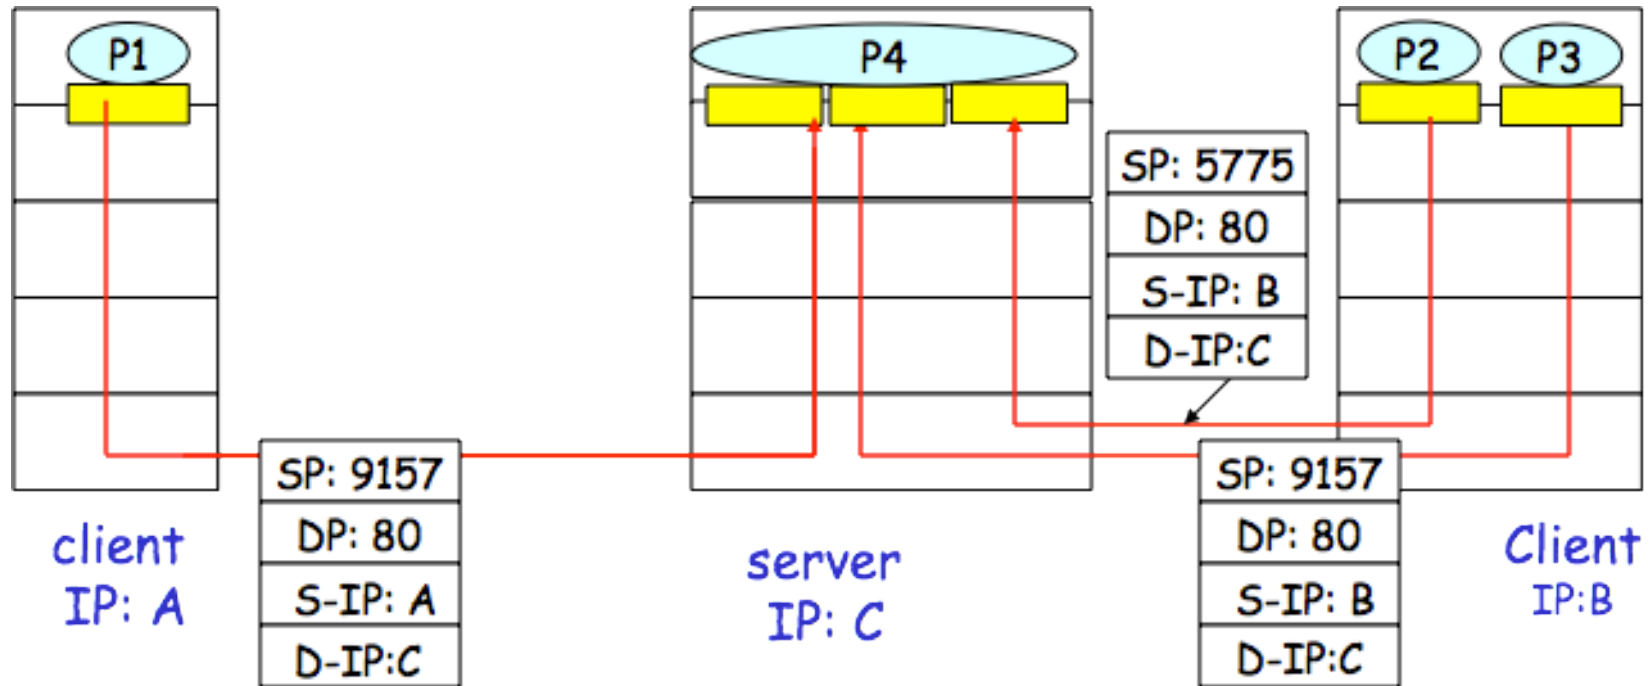 P1
P4
P2
P3
SP: 5775
DP: 80
S-IP: B
D-IP:C
SP: 9157
DP: 80
S-IP: A
D-IP:C
SP: 9157
DP: 80
S-IP: B
D-IP:C
client
IP: A
server
IP: C
Client
IP:B